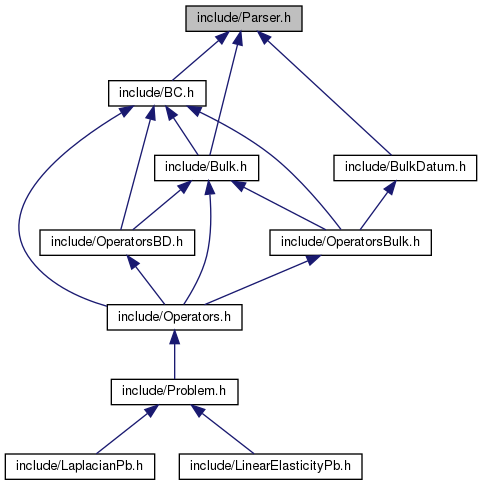 include/Parser.h
include/BC.h
include/Bulk.h
include/BulkDatum.h
include/OperatorsBD.h
include/OperatorsBulk.h
include/Operators.h
include/Problem.h
include/LaplacianPb.h
include/LinearElasticityPb.h